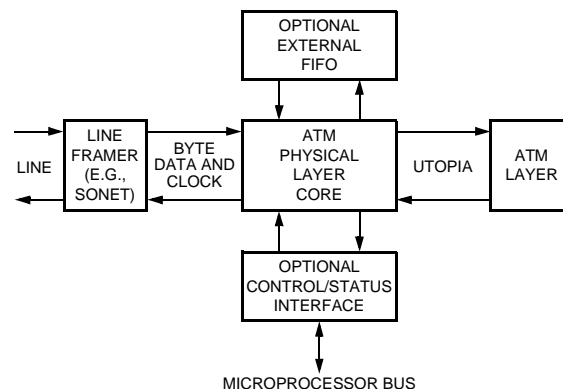 OPTIONAL
EXTERNAL
FIFO
LINE
LINE
FRAMER
(E.G.,
SONET)
BYTE
DATA AND
CLOCK
ATM
PHYSICAL
LAYER
CORE
UTOPIA
ATM
LAYER
OPTIONAL
CONTROL/STATUS
INTERFACE
MICROPROCESSOR BUS